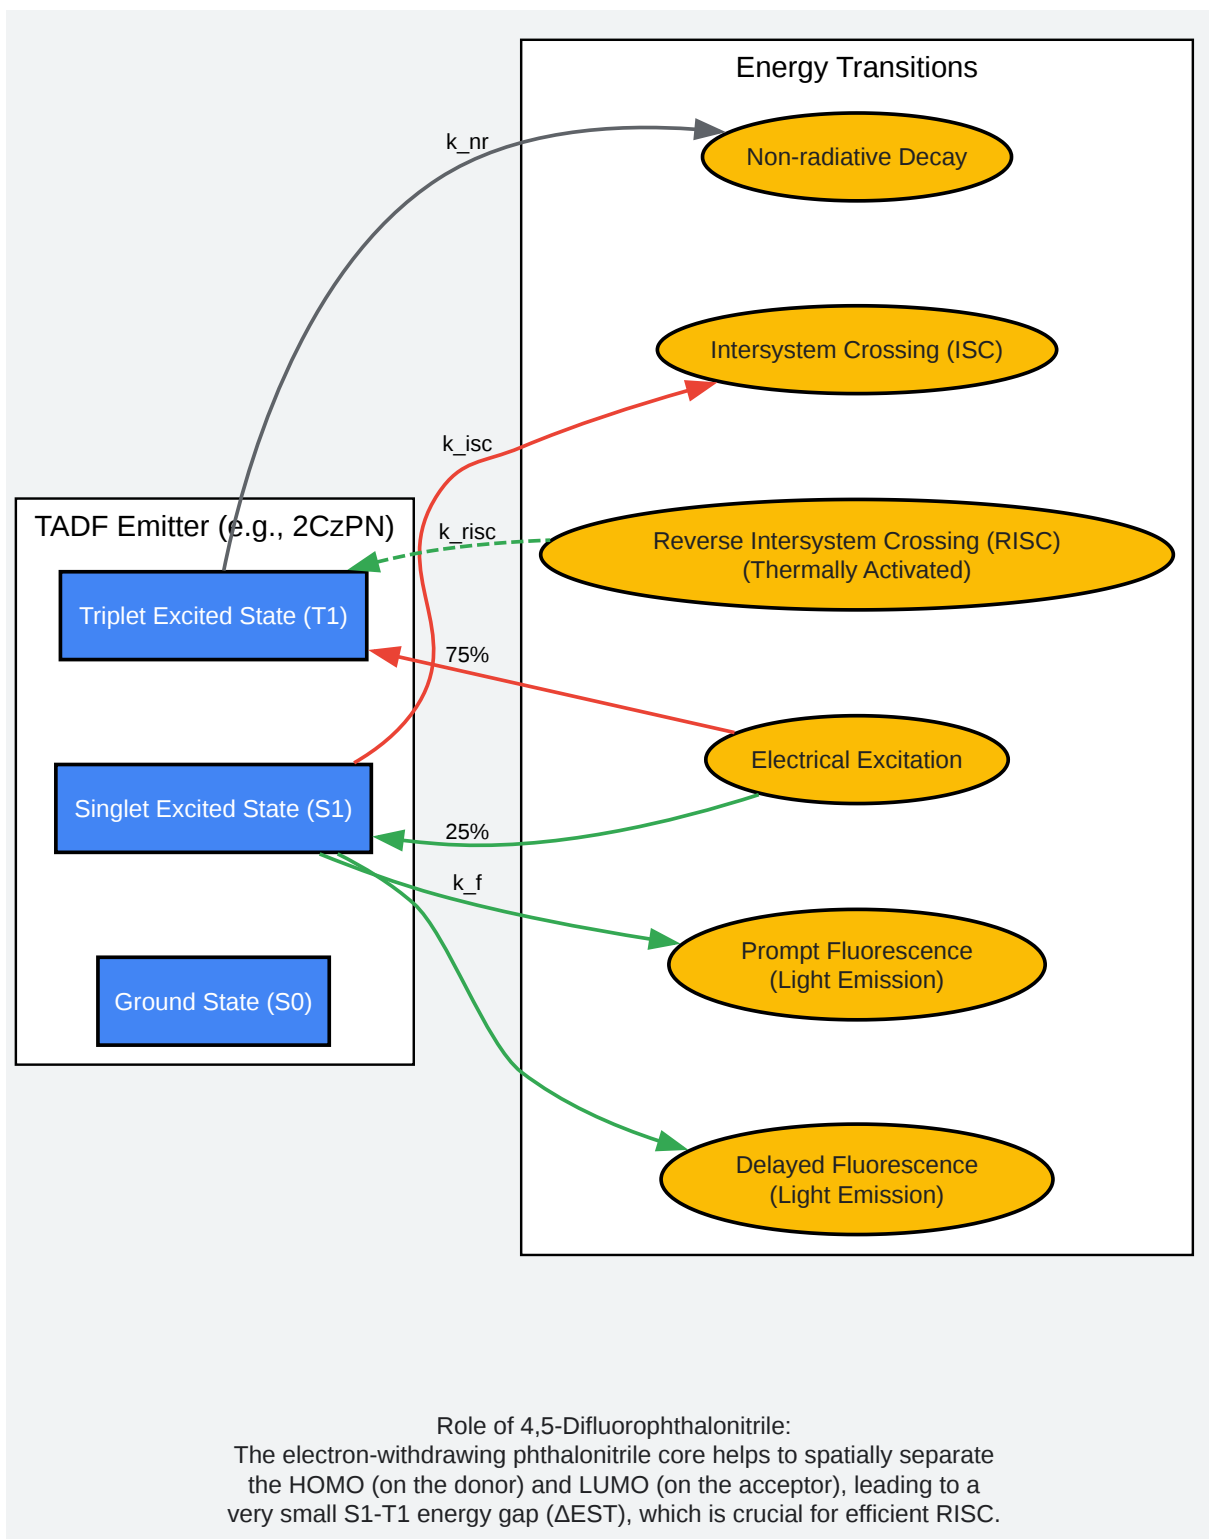 Energy Transitions
k_nr
Non-radiative Decay
Intersystem Crossing (ISC)
k_isc
TADF Emitter (e.g., 2CzPN)
k_risc
Reverse Intersystem Crossing (RISC)
(Thermally Activated)
Triplet Excited State (T1)
75%
Electrical Excitation
Singlet Excited State (S1)
25%
k_f
Prompt Fluorescence
(Light Emission)
Ground State (S0)
Delayed Fluorescence
(Light Emission)
Role of 4,5-Difluorophthalonitrile:
The electron-withdrawing phthalonitrile core helps to spatially separate
the HOMO (on the donor) and LUMO (on the acceptor), leading to a
very small S1-T1 energy gap (ΔEST), which is crucial for efficient RISC.